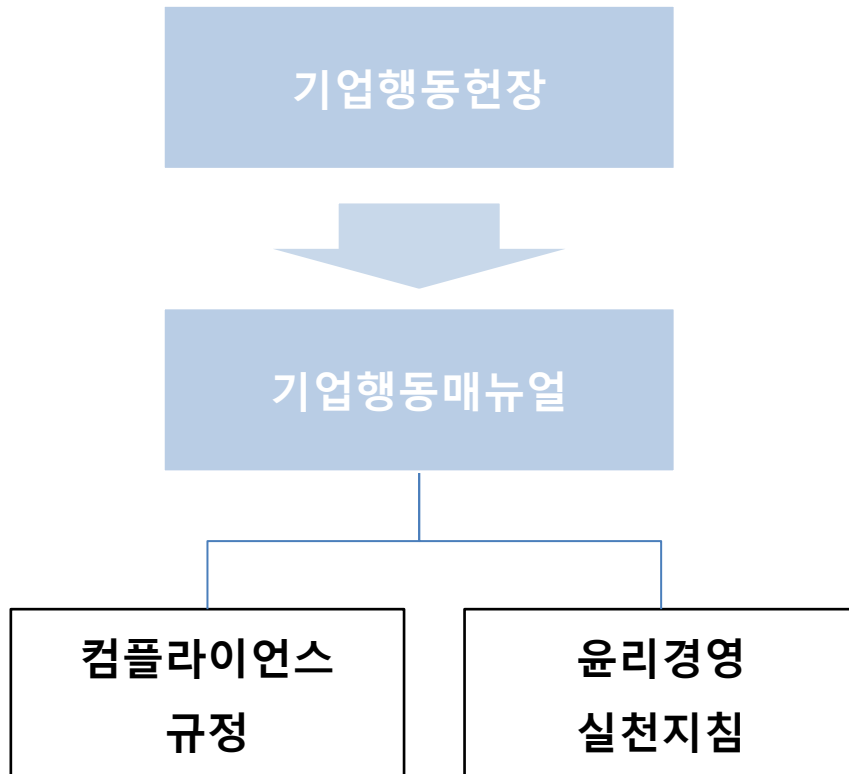 기업행동헌장
기업행동매뉴얼
컴플라이언스
규정
윤리경영
실천지침